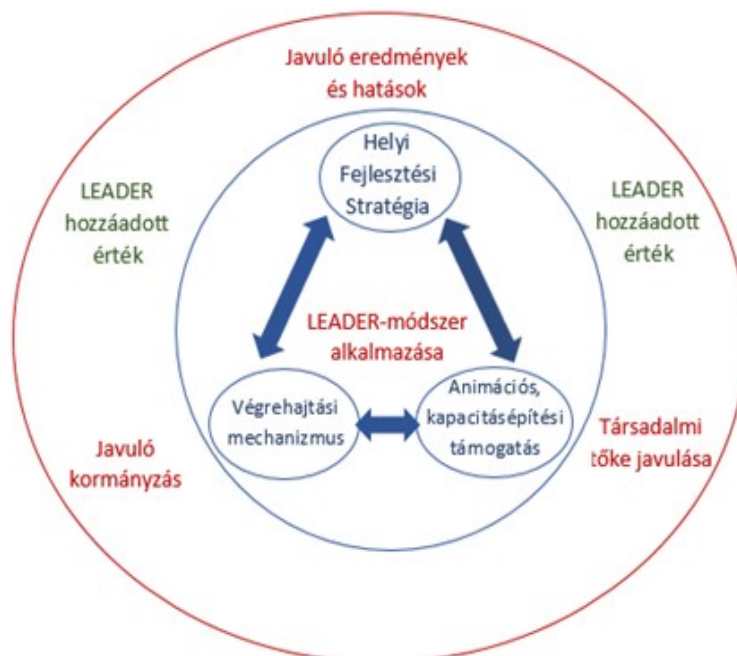 Javuló eredmények
és hatások
Helyi
Fejlesztési
Stratégia
LEADER
hozzáadott
érték
LEADER
hozzáadott
érték
LEADER-módszer
alkalmazása
Végrehajtási
mechanizmus
Animációs,
kapacitásépítési
támogatás
Javuló
kormányzás
Társadalmi
tőke javulása